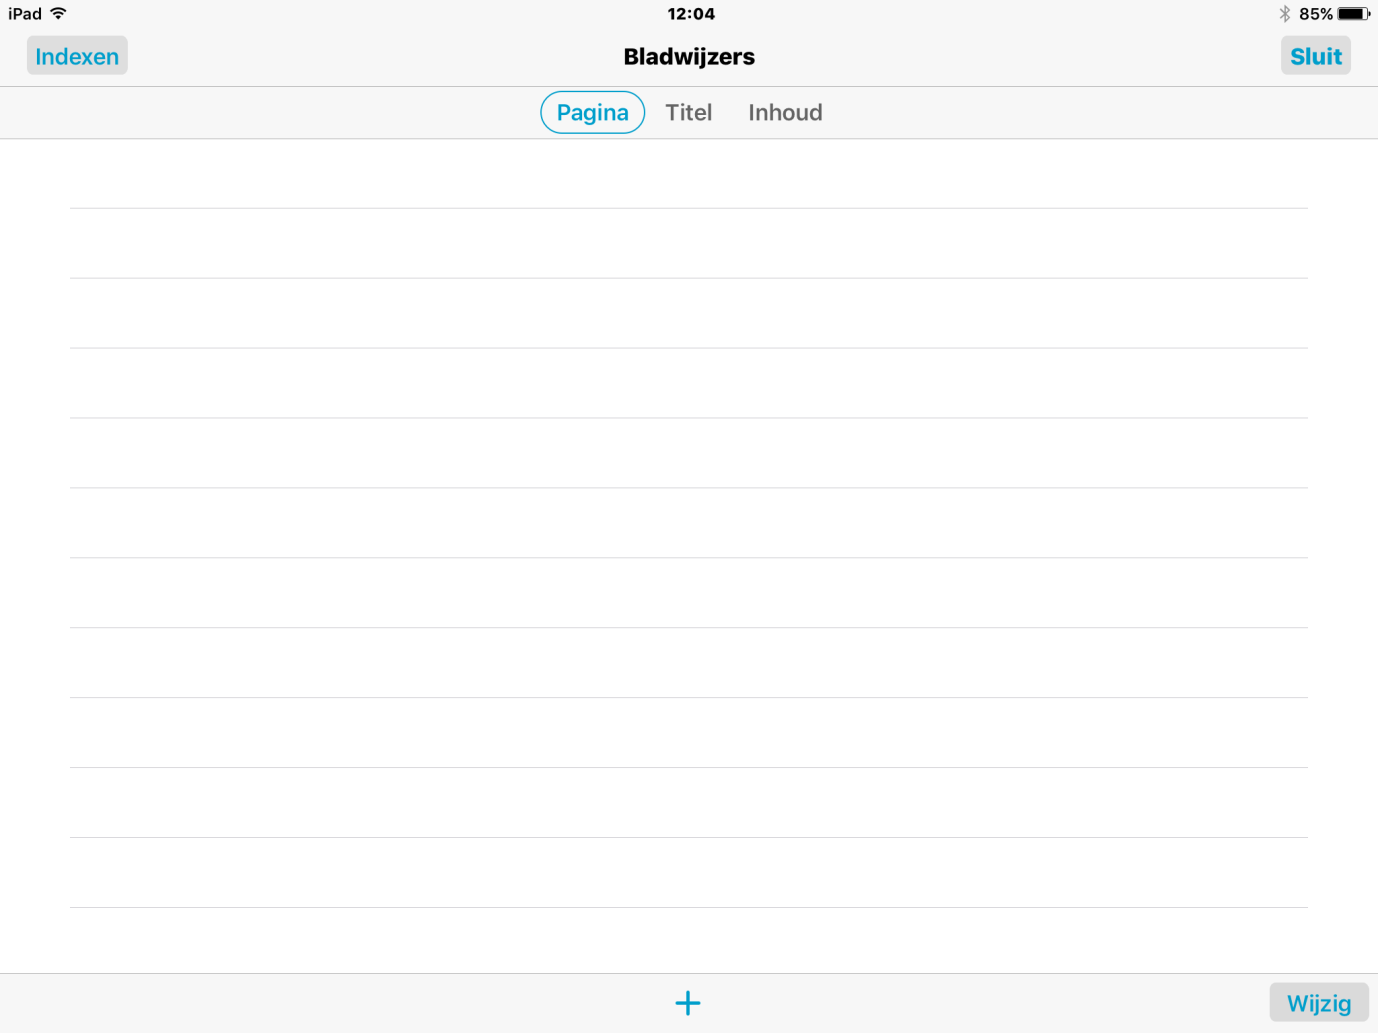 iPad 12:04 85%
Indexen Bladwijzers Sluit
Pagina Titel Inhoud
+ Wijzig